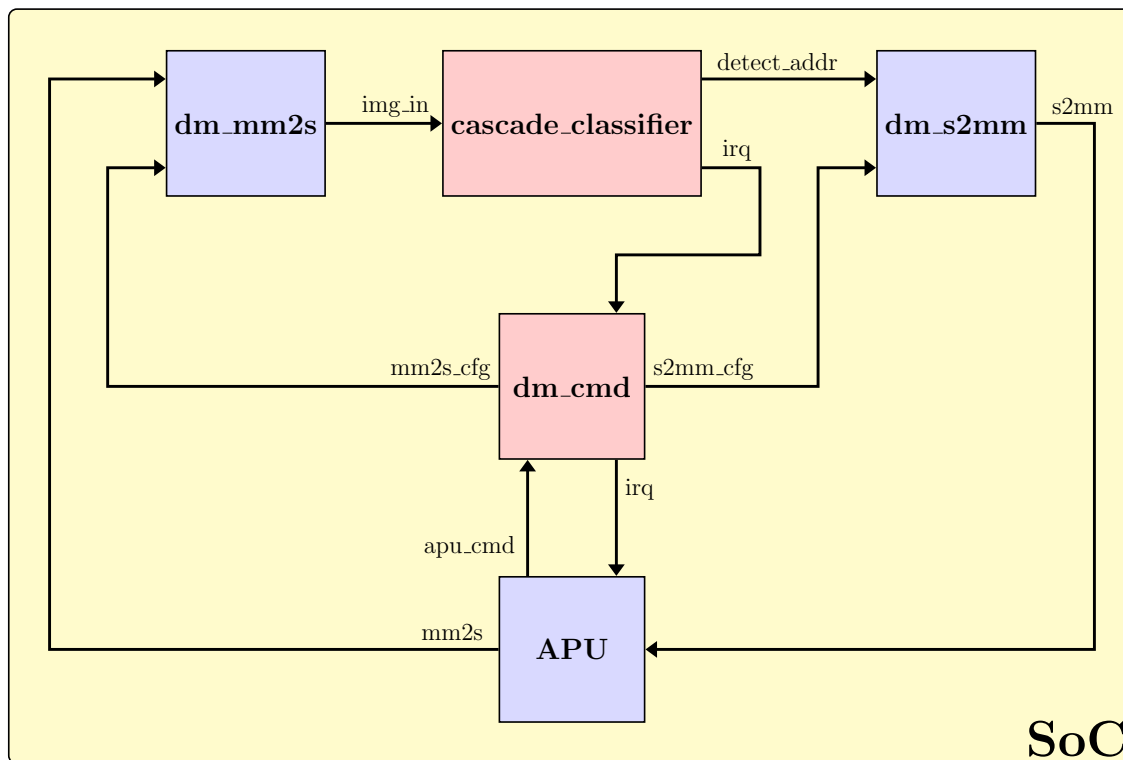 detect_addr
s2mm
img_in
dm_mm2s
cascade_classifier
dm_s2mm
irq
mm2s_cfg
s2mm_cfg
dm_cmd
irq
apu_cmd
mm2s
APU
SoC